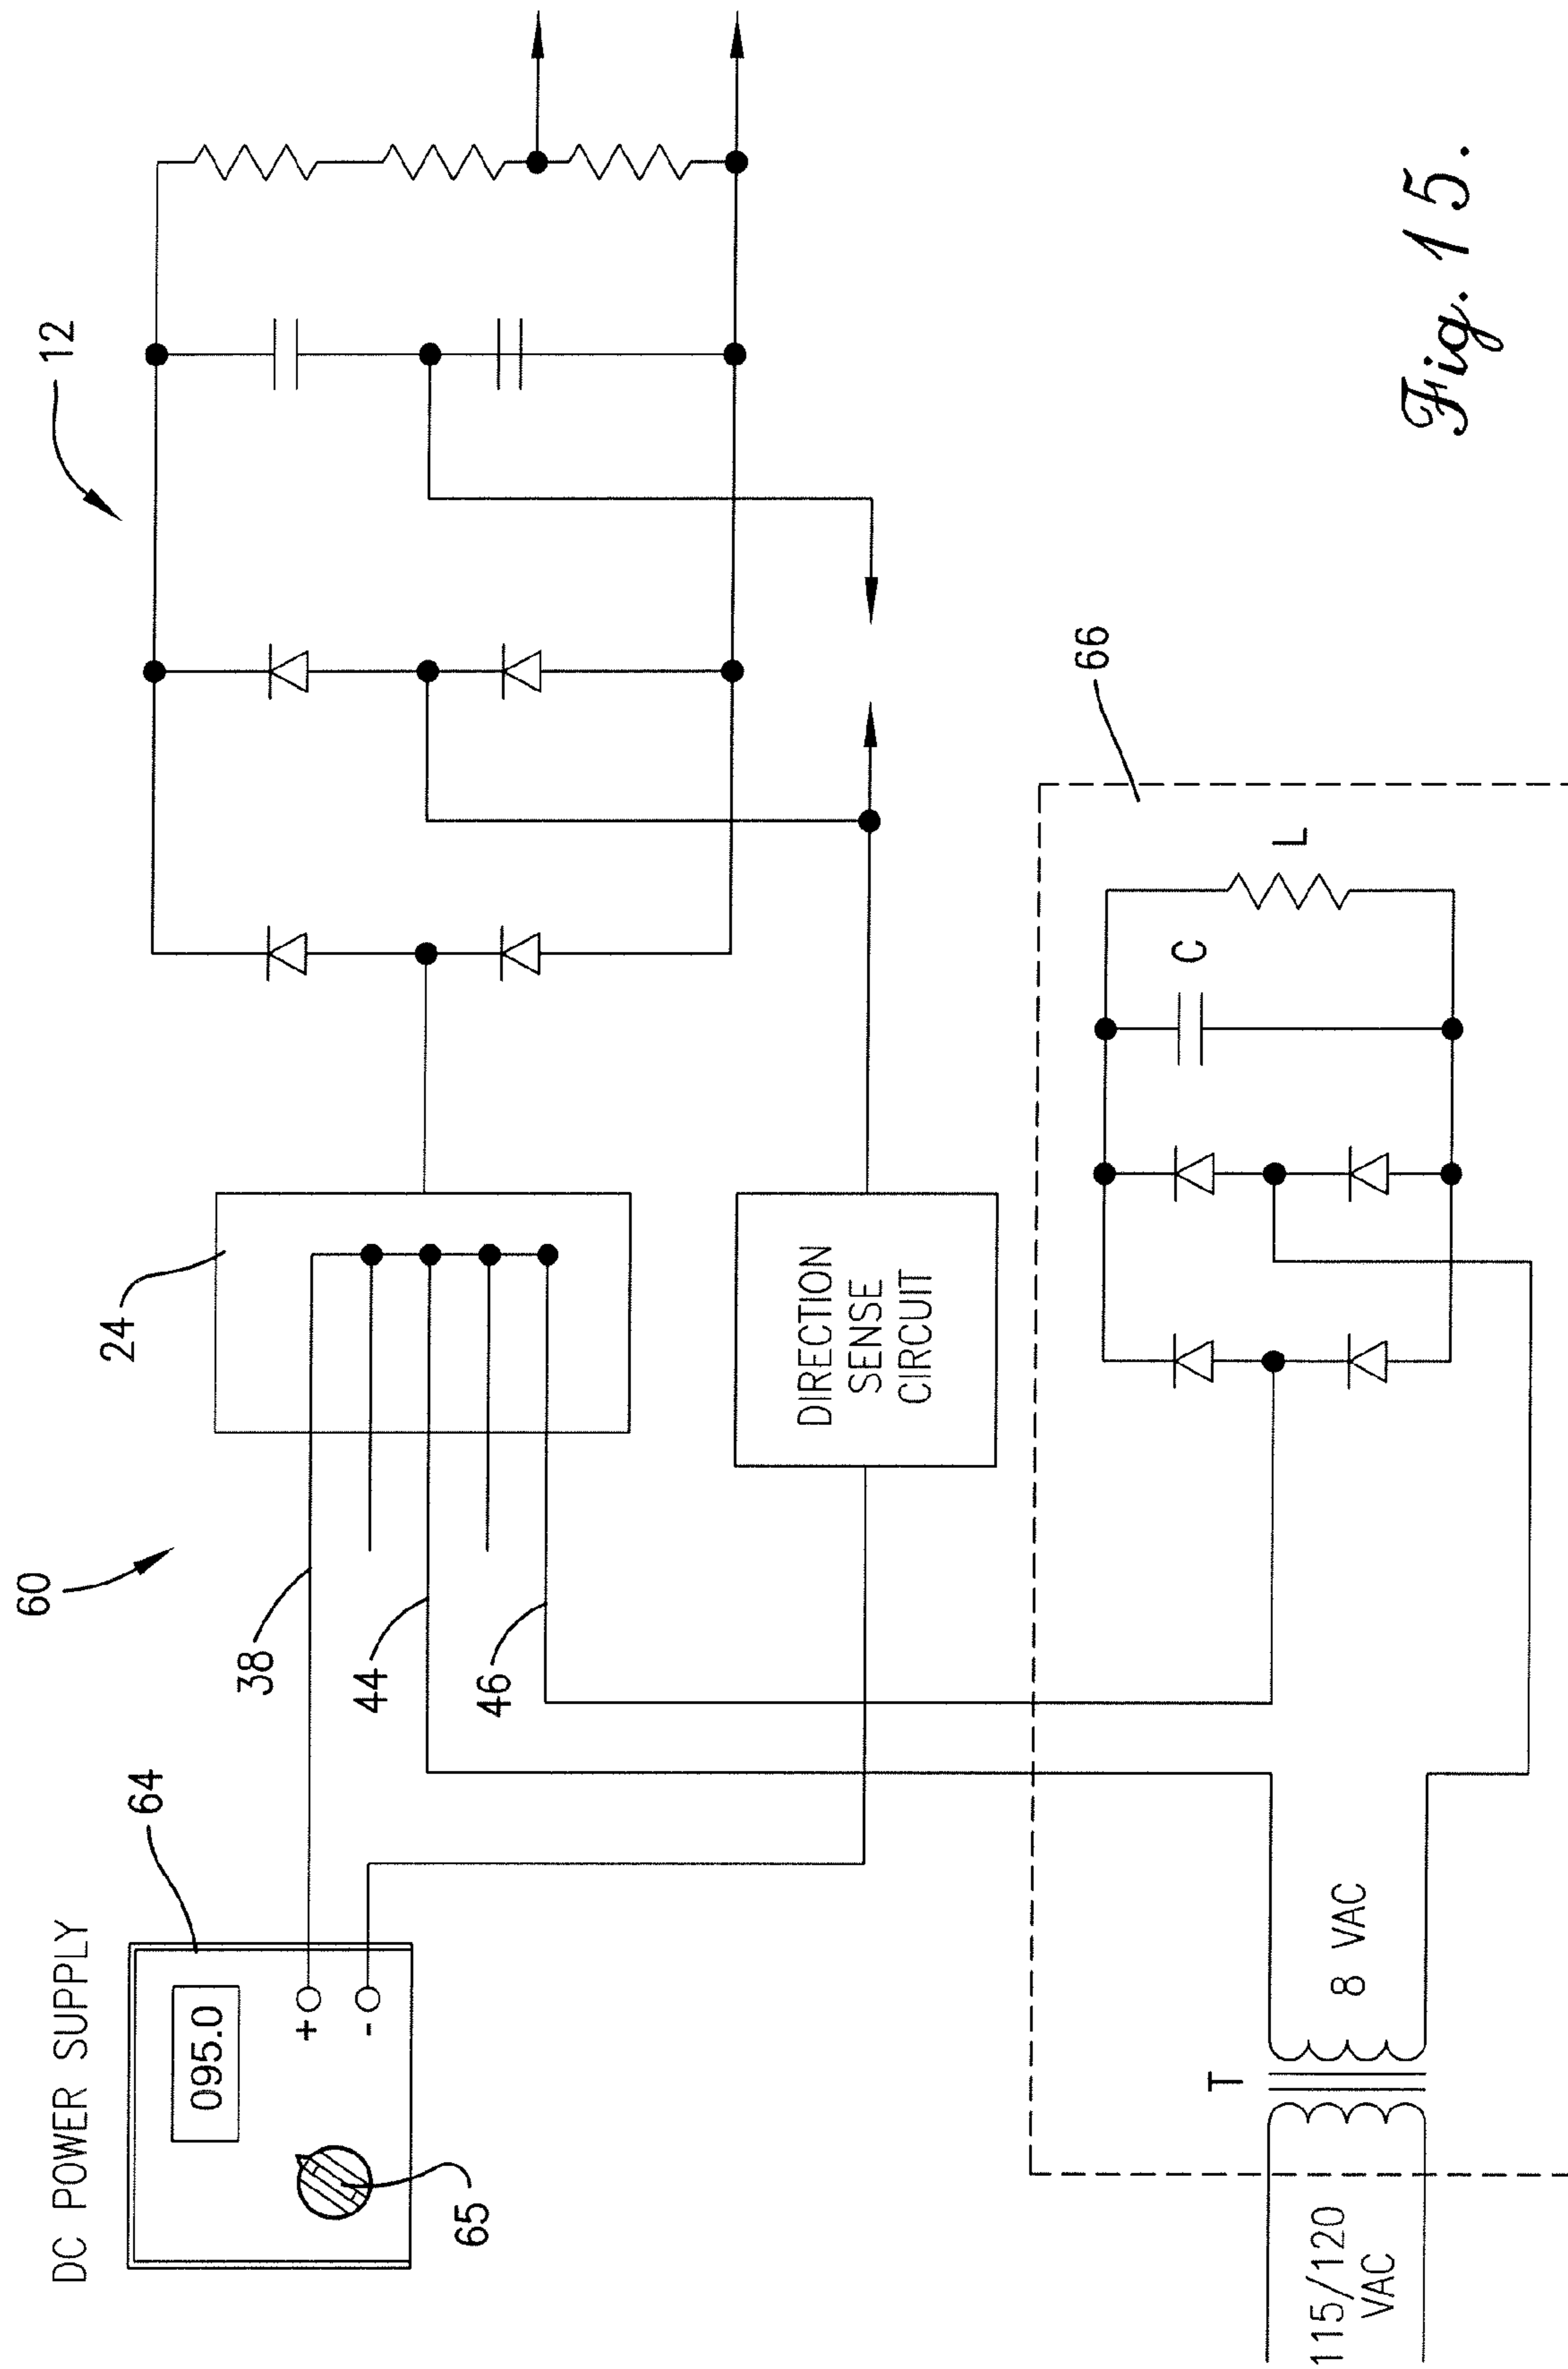 DC POWER SUPPLY
64
095.0
+
-
65
60
38
44
46
24
12
DIRECTION
SENSE
CIRCUIT
66
115/120
VAC
T
8 VAC
C
L
Fig. 15.